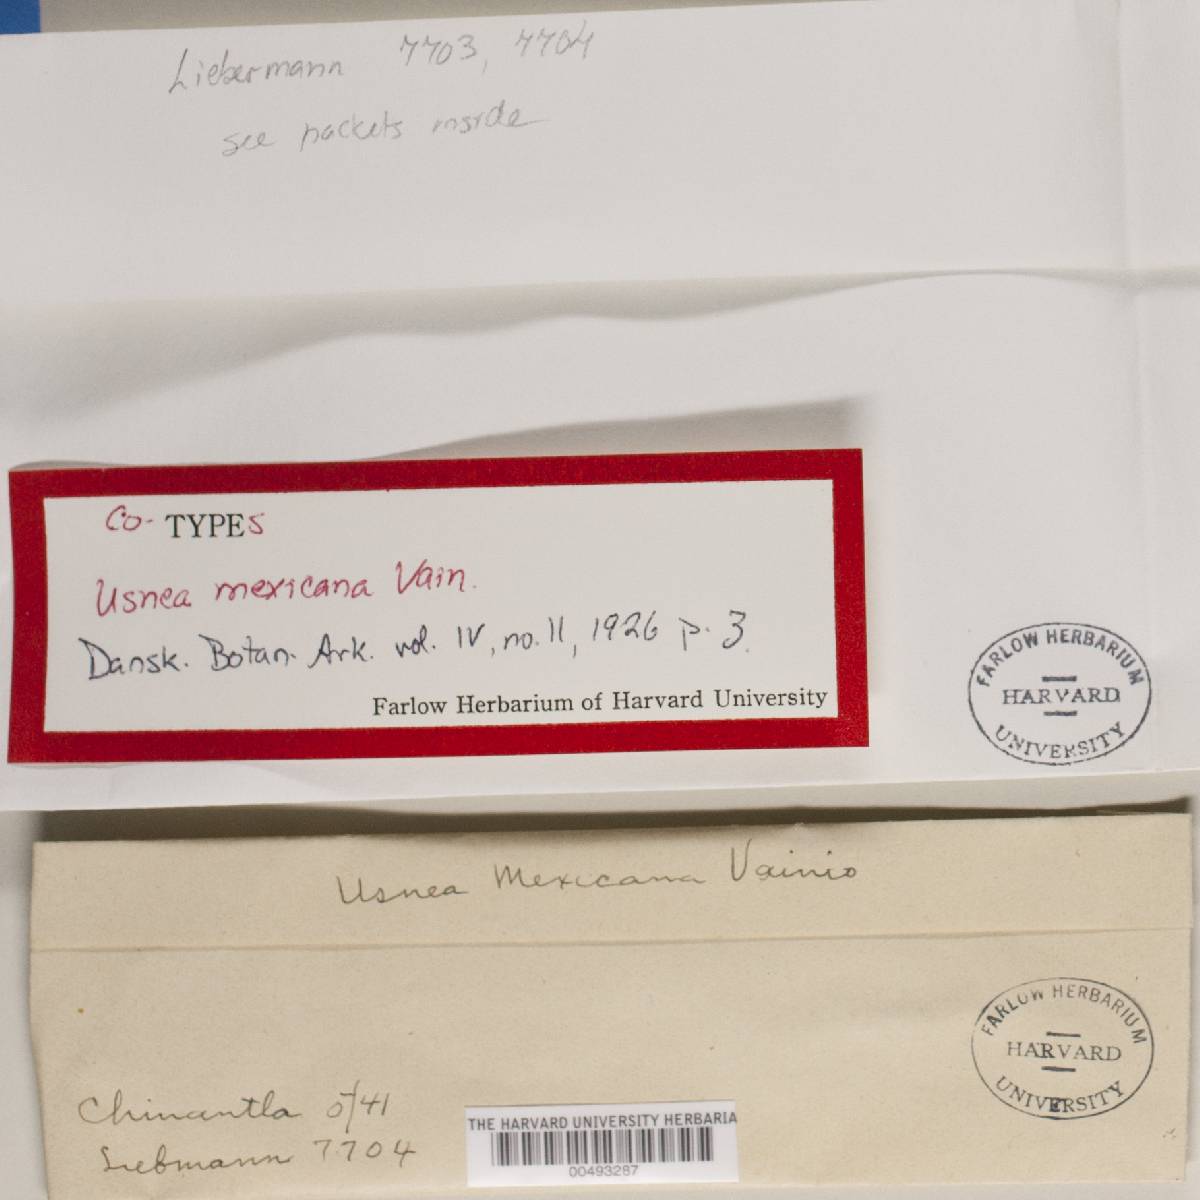 Liebermann 7703, 7704
see packets inside
Co- TYPES
Usnea mexicana Vain.
Dansk. Botan. Ark. vol. IV, no. 11, 1926 p. 3.
Farlow Herbarium of Harvard University
FARLOW HERBARIUM
HARVARD
UNIVERSITY
Usnea Mexicana Vainio
FARLOW HERBARIUM
HARVARD
UNIVERSITY
Chinantla 5/41
Liebmann 7704
THE HARVARD UNIVERSITY HERBARIA
00493287